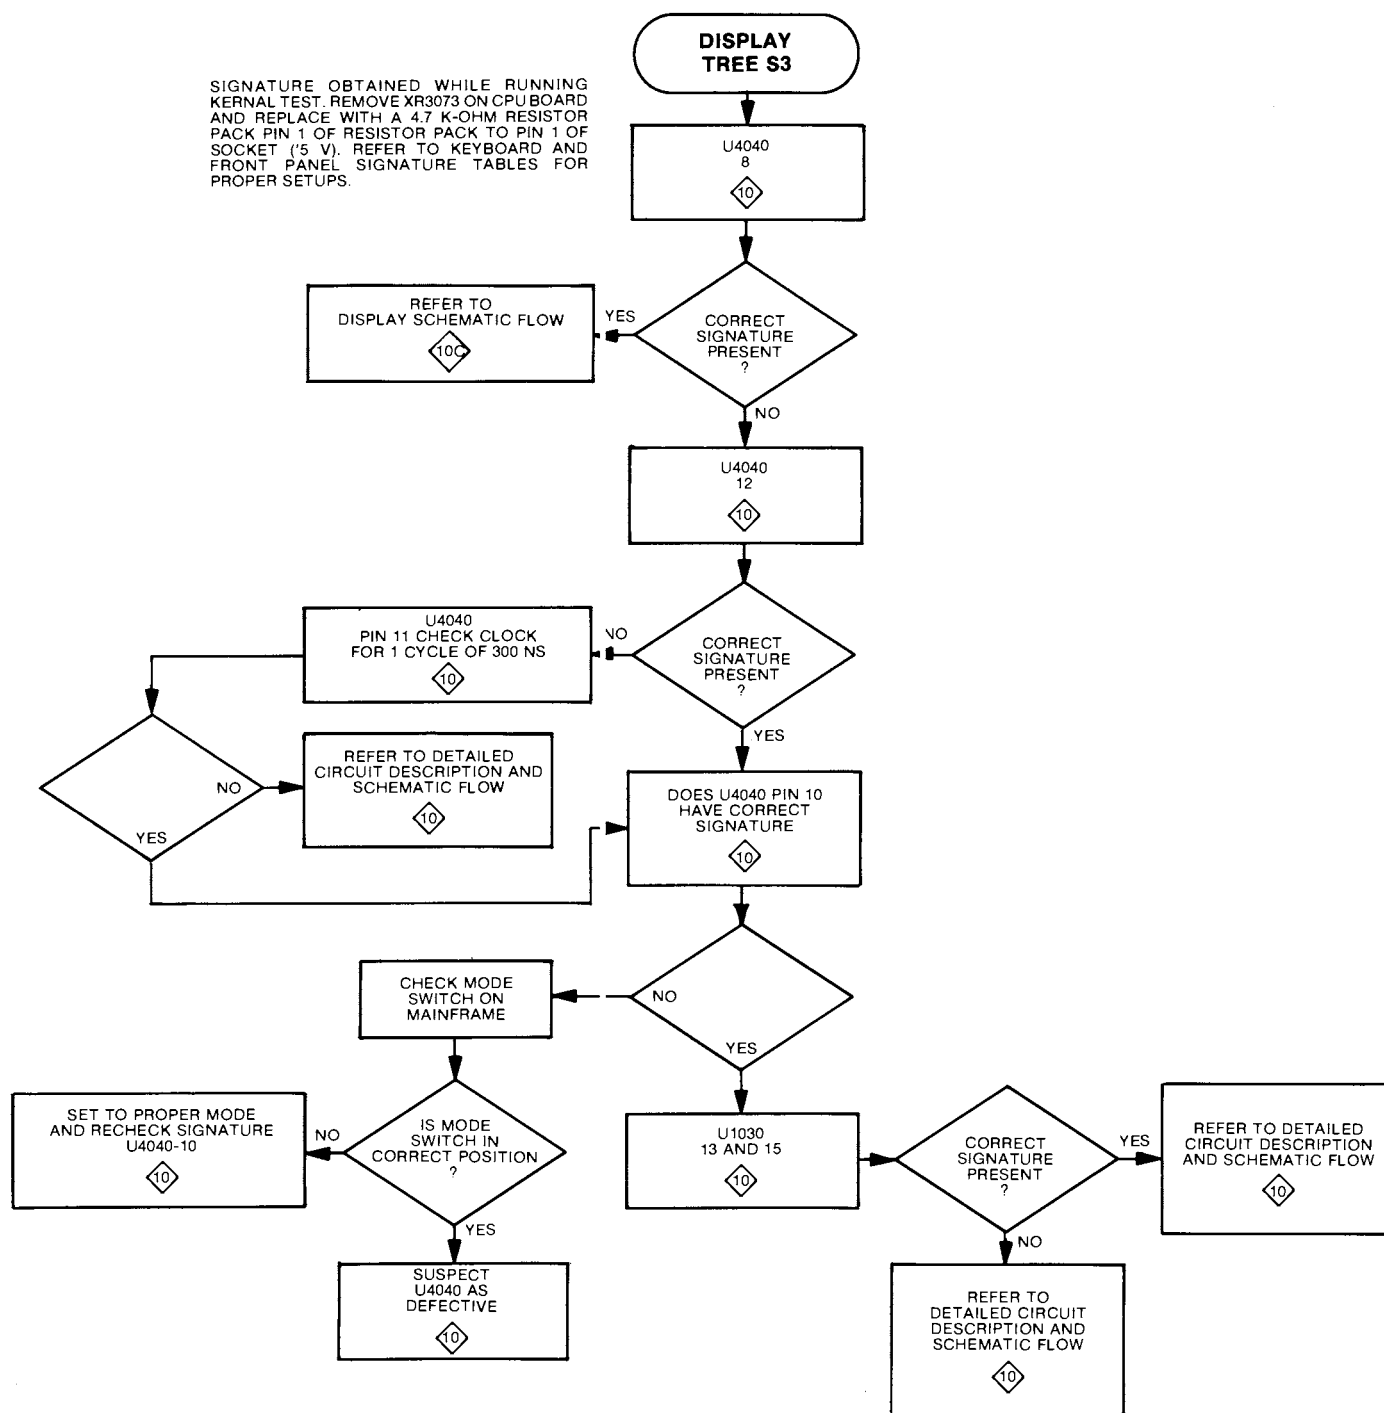 DISPLAY
TREE S3
SIGNATURE OBTAINED WHILE RUNNING
KERNAL TEST. REMOVE XR3073 ON CPU BOARD
AND REPLACE WITH A 4.7 K-OHM RESISTOR
PACK PIN 1 OF RESISTOR PACK TO PIN 1 OF
SOCKET ('5 V). REFER TO KEYBOARD AND
FRONT PANEL SIGNATURE TABLES FOR
PROPER SETUPS.
U4040
8
10
REFER TO
DISPLAY SCHEMATIC FLOW
10C
YES
CORRECT
SIGNATURE
PRESENT
?
NO
U4040
12
10
U4040
PIN 11 CHECK CLOCK
FOR 1 CYCLE OF 300 NS
10
NO
CORRECT
SIGNATURE
PRESENT
?
YES
NO
YES
REFER TO DETAILED
CIRCUIT DESCRIPTION AND
SCHEMATIC FLOW
10
DOES U4040 PIN 10
HAVE CORRECT
SIGNATURE
10
CHECK MODE
SWITCH ON
MAINFRAME
NO
YES
SET TO PROPER MODE
AND RECHECK SIGNATURE
U4040-10
10
NO
IS MODE
SWITCH IN
CORRECT POSITION
?
YES
U1030
13 AND 15
10
CORRECT
SIGNATURE
PRESENT
?
YES
REFER TO DETAILED
CIRCUIT DESCRIPTION
AND SCHEMATIC FLOW
10
NO
SUSPECT
U4040 AS
DEFECTIVE
10
REFER TO
DETAILED CIRCUIT
DESCRIPTION AND
SCHEMATIC FLOW
10